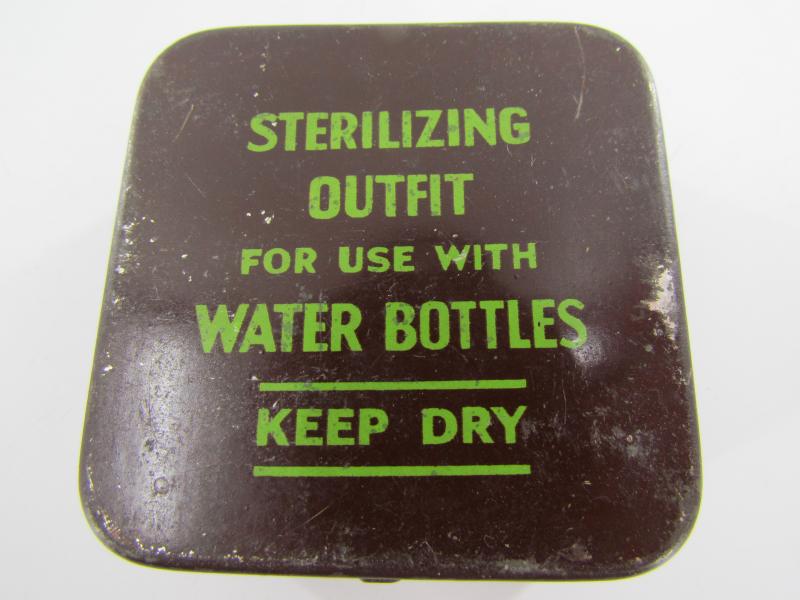 STERILIZING
OUTFIT
FOR USE WITH
WATER BOTTLES
KEEP DRY